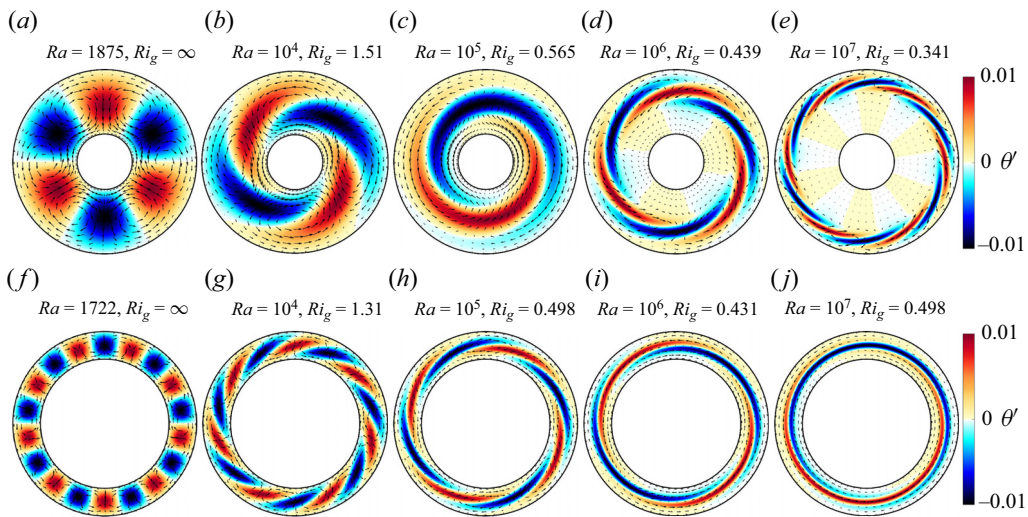 (a) (b) (c) (d) (e)
Ra = 1875, Ri_g = ∞ Ra = 10^4, Ri_g = 1.51 Ra = 10^5, Ri_g = 0.565 Ra = 10^6, Ri_g = 0.439 Ra = 10^7, Ri_g = 0.341
0.01
0 θ′
–0.01
(f) (g) (h) (i) (j)
Ra = 1722, Ri_g = ∞ Ra = 10^4, Ri_g = 1.31 Ra = 10^5, Ri_g = 0.498 Ra = 10^6, Ri_g = 0.431 Ra = 10^7, Ri_g = 0.498
0.01
0 θ′
–0.01